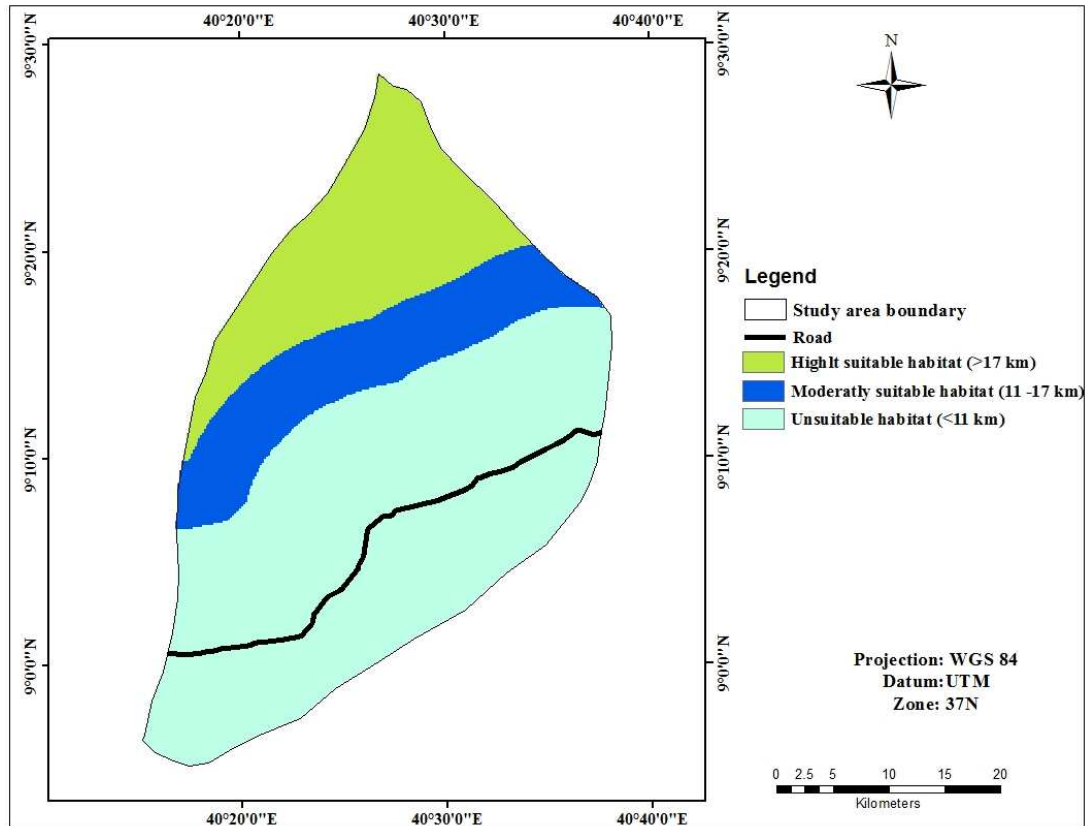 40°20'0"E 40°30'0"E 40°40'0"E
9°30'0"N 9°30'0"N
N
9°20'0"N 9°20'0"N
Legend
Study area boundary
Road
Highlt suitable habitat (>17 km)
Moderatly suitable habitat (11 -17 km)
Unsuitable habitat (<11 km)
9°10'0"N 9°10'0"N
9°0'0"N 9°0'0"N
Projection: WGS 84
Datum:UTM
Zone: 37N
0 2.5 5 10 15 20
Kilometers
40°20'0"E 40°30'0"E 40°40'0"E